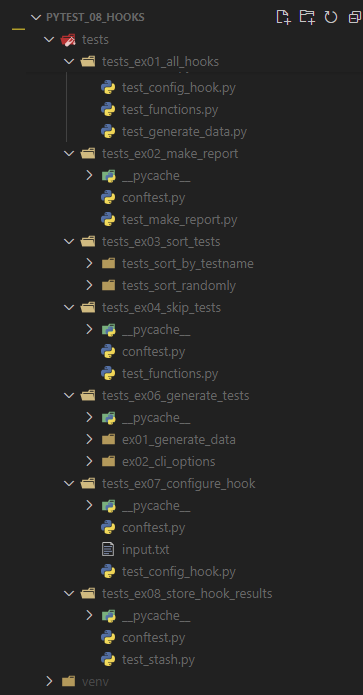 PYTEST_08_HOOKS
tests
tests_ex01_all_hooks
test_config_hook.py
test_functions.py
test_generate_data.py
tests_ex02_make_report
__pycache__
conftest.py
test_make_report.py
tests_ex03_sort_tests
tests_sort_by_testname
tests_sort_randomly
tests_ex04_skip_tests
__pycache__
conftest.py
test_functions.py
tests_ex06_generate_tests
__pycache__
ex01_generate_data
ex02_cli_options
tests_ex07_configure_hook
__pycache__
conftest.py
input.txt
test_config_hook.py
tests_ex08_store_hook_results
__pycache__
conftest.py
test_stash.py
venv